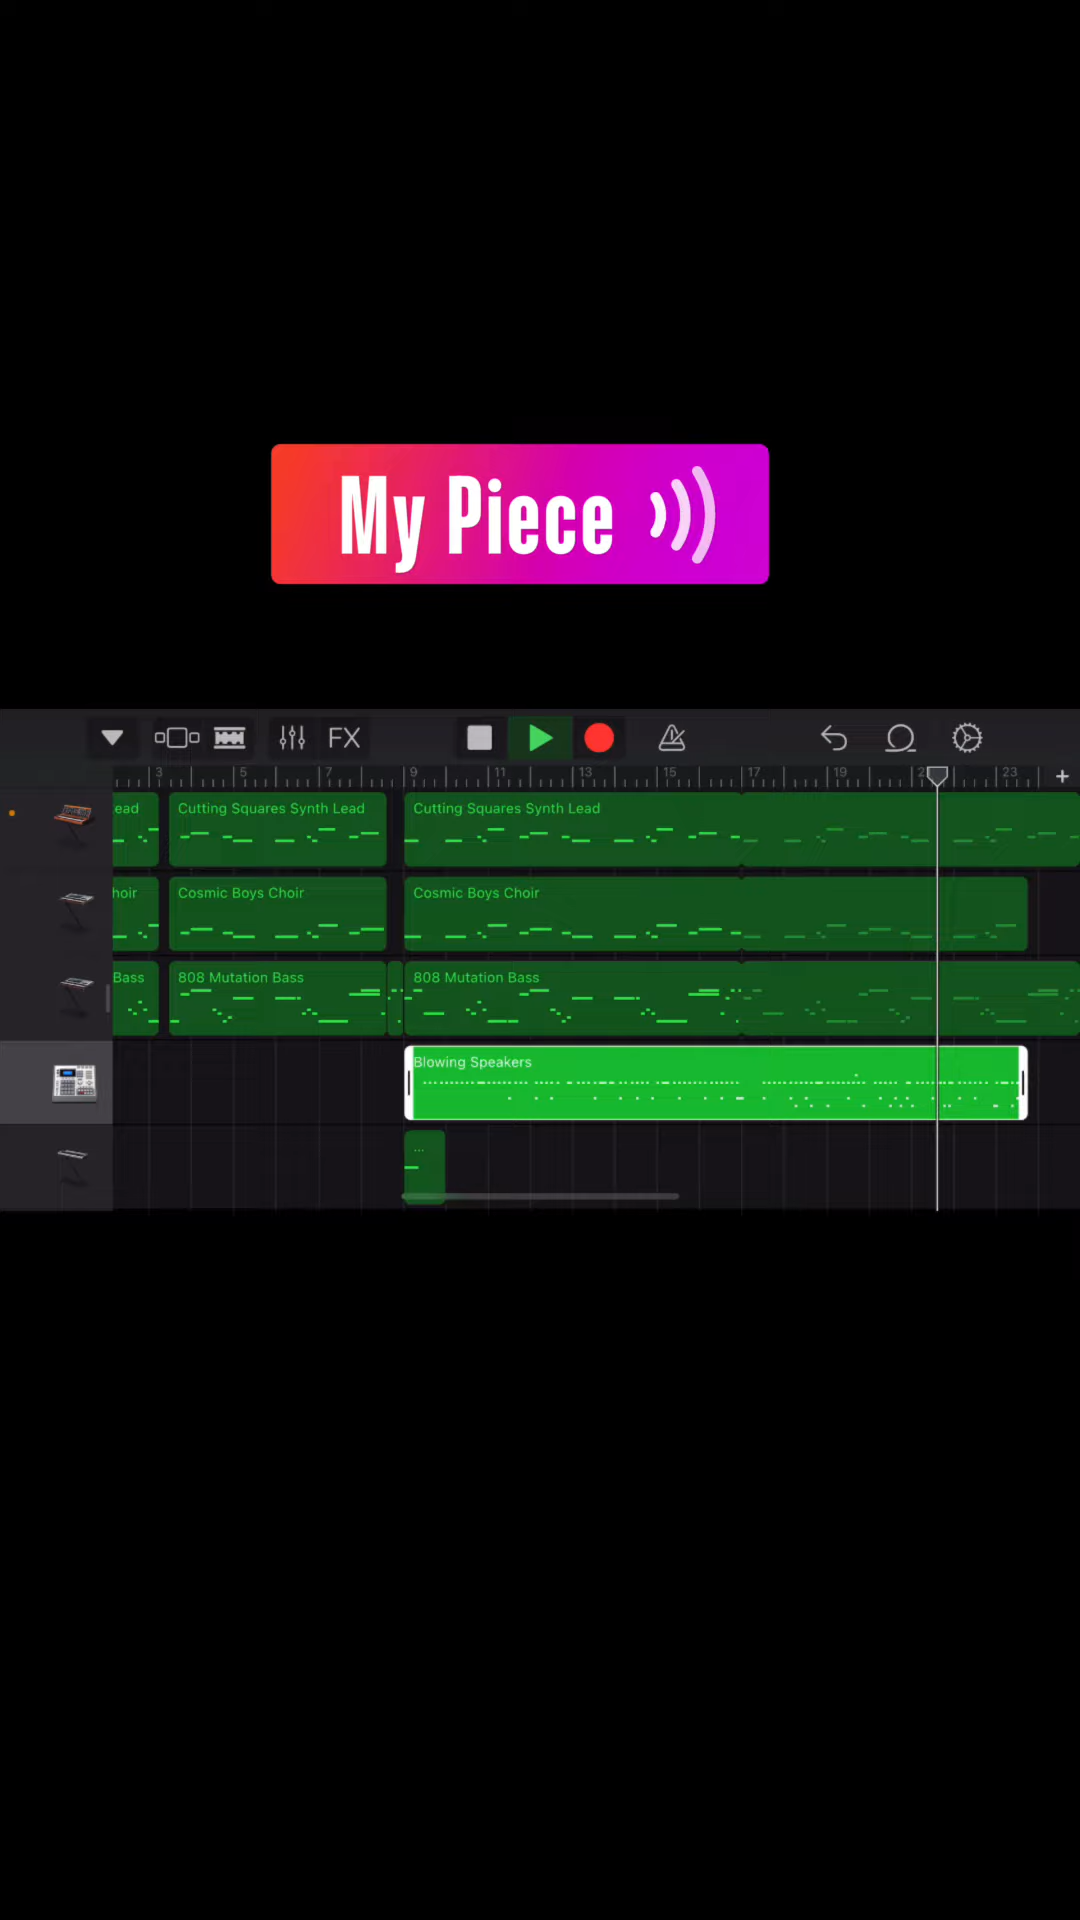 My Piece
FX
3 5 7 9 11 13 15 17 19 23 +
ead Cutting Squares Synth Lead Cutting Squares Synth Lead
hoir Cosmic Boys Choir Cosmic Boys Choir
Bass 808 Mutation Bass 808 Mutation Bass
Blowing Speakers
...